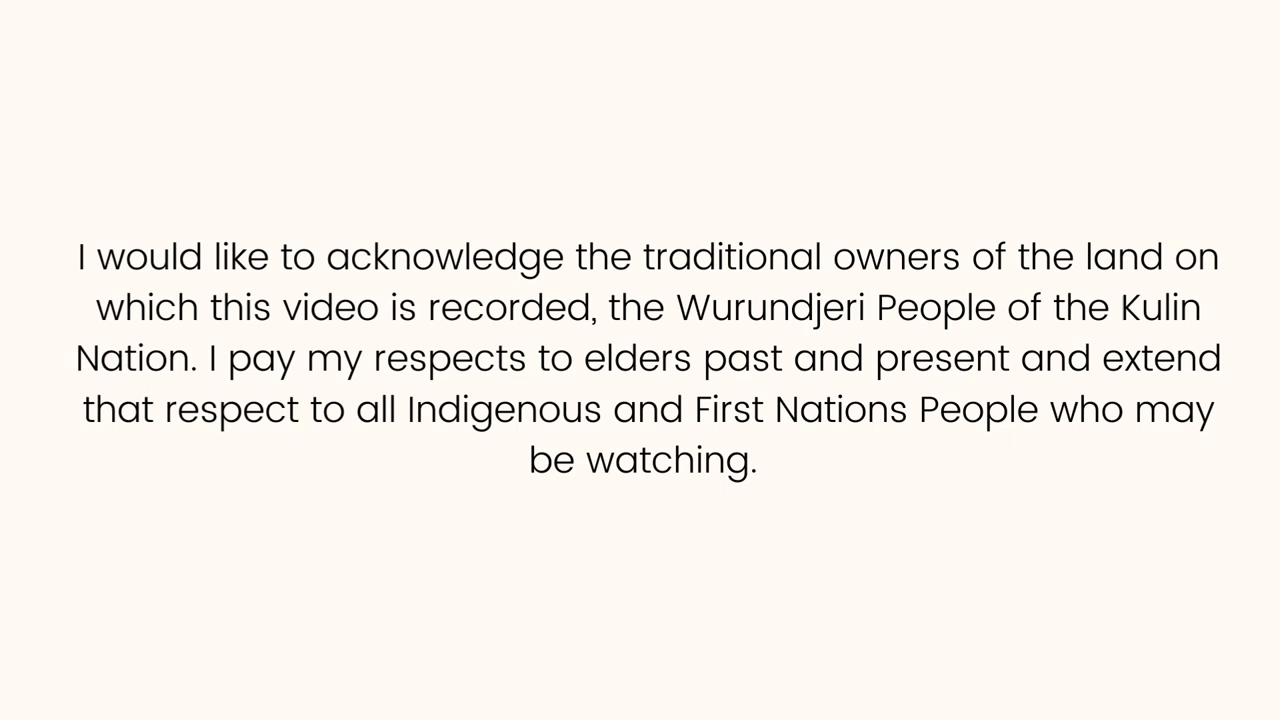 I would like to acknowledge the traditional owners of the land on
which this video is recorded, the Wurundjeri People of the Kulin
Nation. I pay my respects to elders past and present and extend
that respect to all Indigenous and First Nations People who may
be watching.